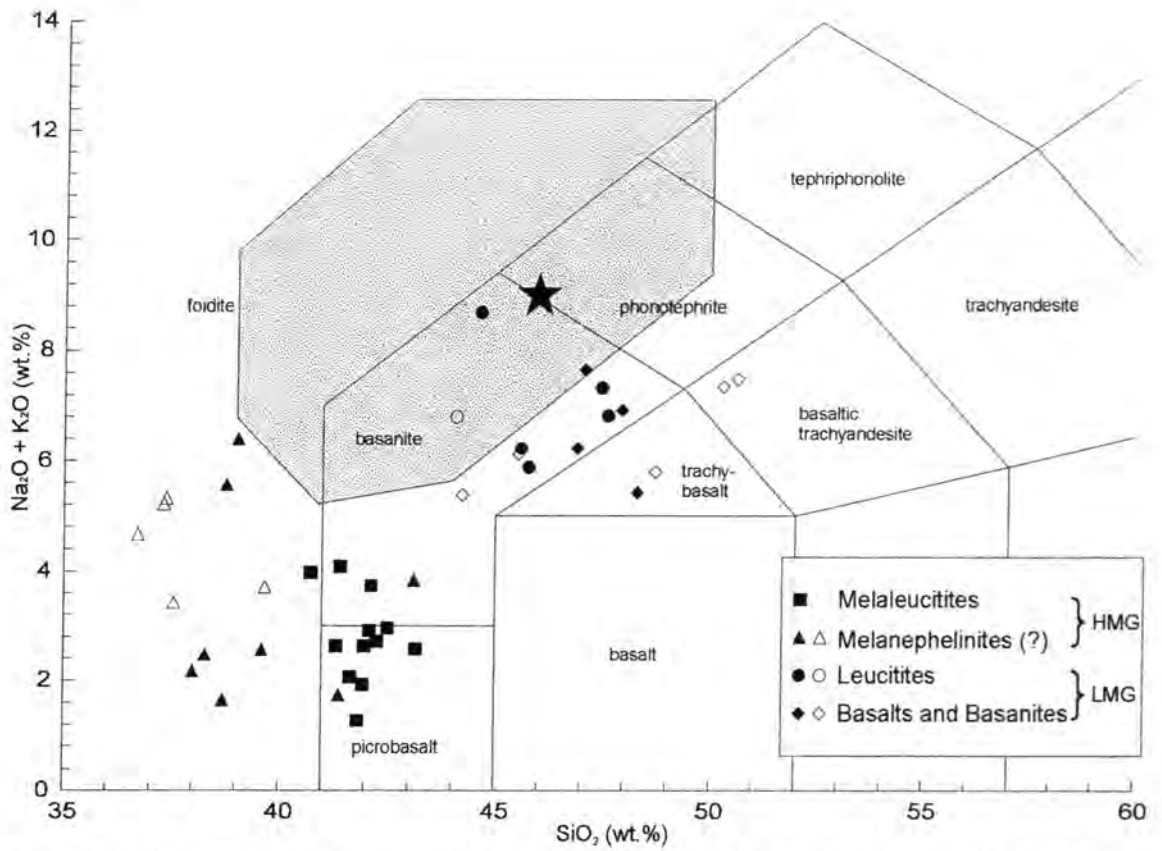 14
12
10
8
6
4
2
0
Na₂O + K₂O (wt.%)
35
40
45
50
55
60
SiO₂ (wt.%)
tephriphonolite
foidite
phonotephrite
trachyandesite
basanite
basaltic
trachyandesite
trachy-
basalt
basalt
picrobasalt
Melaleucitites
Melanephelinites (?)
HMG
Leucitites
Basalts and Basanites
LMG